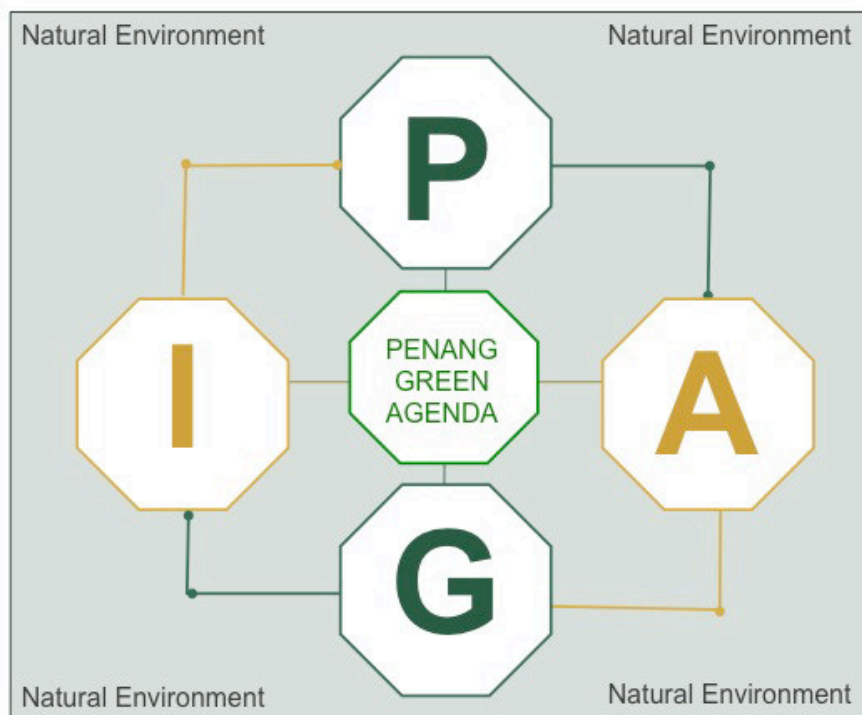 Natural Environment
Natural Environment
P
I
PENANG
GREEN
AGENDA
A
G
Natural Environment
Natural Environment